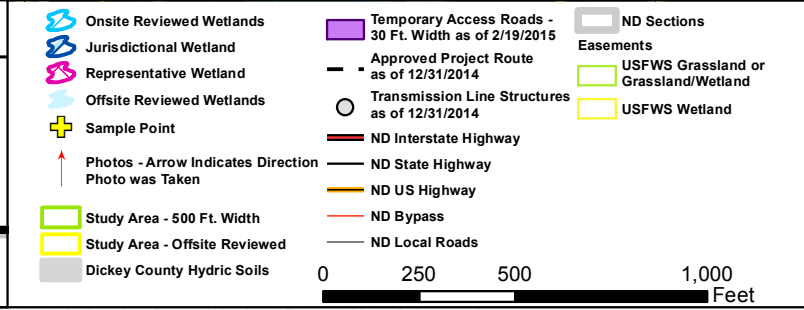 Onsite Reviewed Wetlands
Jurisdictional Wetland
Representative Wetland
Offsite Reviewed Wetlands
Sample Point
Photos - Arrow Indicates Direction
Photo was Taken
Study Area - 500 Ft. Width
Study Area - Offsite Reviewed
Dickey County Hydric Soils
Temporary Access Roads -
30 Ft. Width as of 2/19/2015
Approved Project Route
as of 12/31/2014
Transmission Line Structures
as of 12/31/2014
ND Interstate Highway
ND State Highway
ND US Highway
ND Bypass
ND Local Roads
ND Sections
Easements
USFWS Grassland or
Grassland/Wetland
USFWS Wetland
0 250 500 1,000
Feet